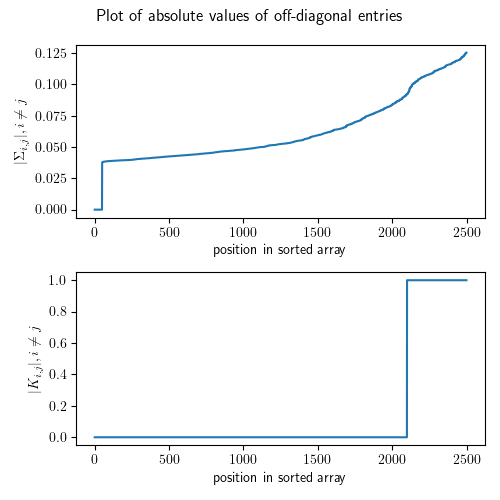 Plot of absolute values of off-diagonal entries
0.125
0.100
0.075
0.050
0.025
0.000
|Σ_{i,j}|, i ≠ j
0 500 1000 1500 2000 2500
position in sorted array
1.0
0.8
0.6
0.4
0.2
0.0
|K_{i,j}|, i ≠ j
0 500 1000 1500 2000 2500
position in sorted array